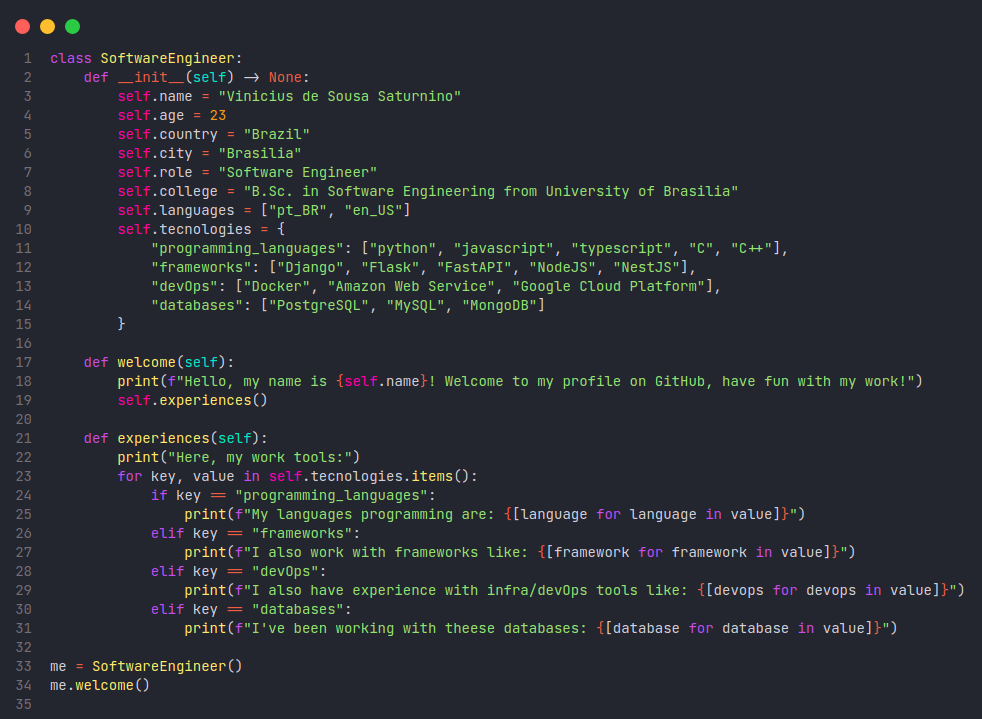 1 class SoftwareEngineer:
2     def __init__(self) -> None:
3         self.name = "Vinicius de Sousa Saturnino"
4         self.age = 23
5         self.country = "Brazil"
6         self.city = "Brasilia"
7         self.role = "Software Engineer"
8         self.college = "B.Sc. in Software Engineering from University of Brasilia"
9         self.languages = ["pt_BR", "en_US"]
10         self.tecnologies = {
11             "programming_languages": ["python", "javascript", "typescript", "C", "C++"],
12             "frameworks": ["Django", "Flask", "FastAPI", "NodeJS", "NestJS"],
13             "devOps": ["Docker", "Amazon Web Service", "Google Cloud Platform"],
14             "databases": ["PostgreSQL", "MySQL", "MongoDB"]
15         }
16
17     def welcome(self):
18         print(f"Hello, my name is {self.name}! Welcome to my profile on GitHub, have fun with my work!")
19         self.experiences()
20
21     def experiences(self):
22         print("Here, my work tools:")
23         for key, value in self.tecnologies.items():
24             if key == "programming_languages":
25                 print(f"My languages programming are: {[language for language in value]}")
26             elif key == "frameworks":
27                 print(f"I also work with frameworks like: {[framework for framework in value]}")
28             elif key == "devOps":
29                 print(f"I also have experience with infra/devOps tools like: {[devops for devops in value]}")
30             elif key == "databases":
31                 print(f"I've been working with theese databases: {[database for database in value]}")
32
33 me = SoftwareEngineer()
34 me.welcome()
35